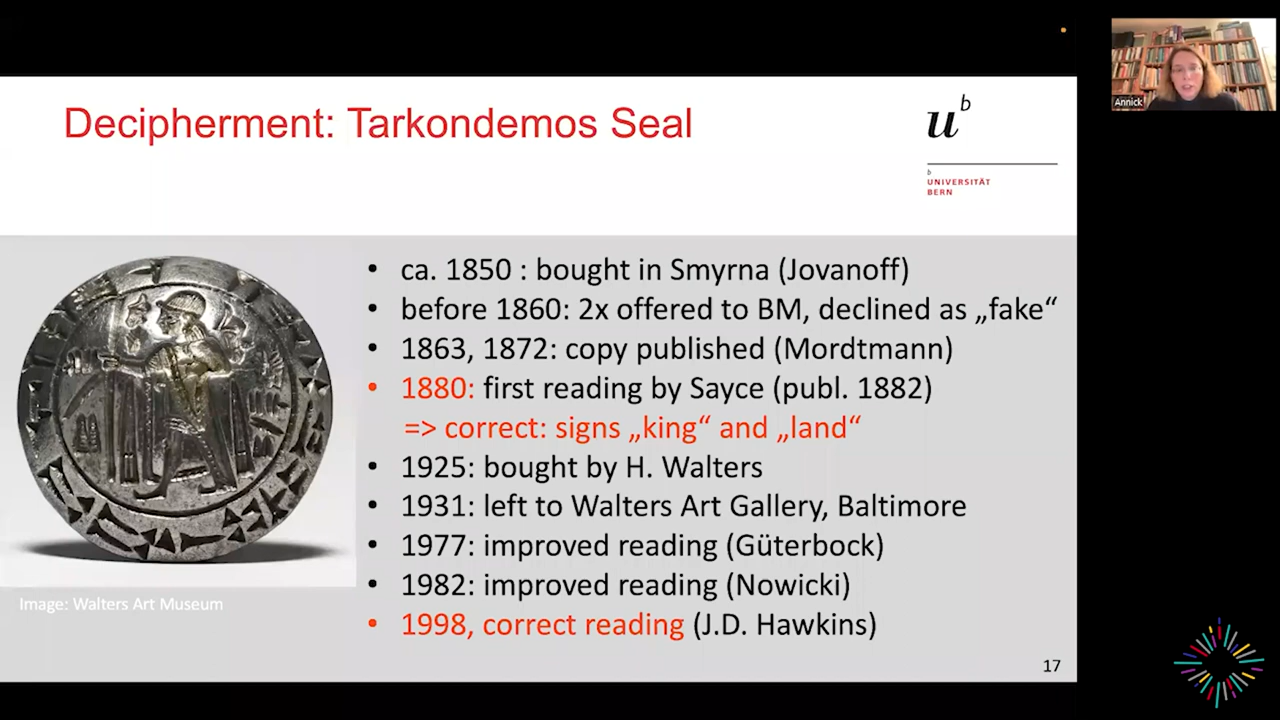 Decipherment: Tarkondemos Seal
u^b
b
UNIVERSITÄT
BERN
Annick
• ca. 1850 : bought in Smyrna (Jovanoff)
• before 1860: 2x offered to BM, declined as „fake“
• 1863, 1872: copy published (Mordtmann)
• 1880: first reading by Sayce (publ. 1882)
=> correct: signs „king“ and „land“
• 1925: bought by H. Walters
• 1931: left to Walters Art Gallery, Baltimore
• 1977: improved reading (Güterbock)
• 1982: improved reading (Nowicki)
• 1998, correct reading (J.D. Hawkins)
Image: Walters Art Museum
17